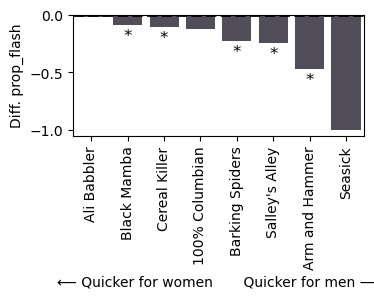 Diff. prop_flash
0.0
−0.5
−1.0
*
*
*
*
*
Ali Babbler
Black Mamba
Cereal Killer
100% Columbian
Barking Spiders
Salley's Alley
Arm and Hammer
Seasick
⟵ Quicker for women
Quicker for men —